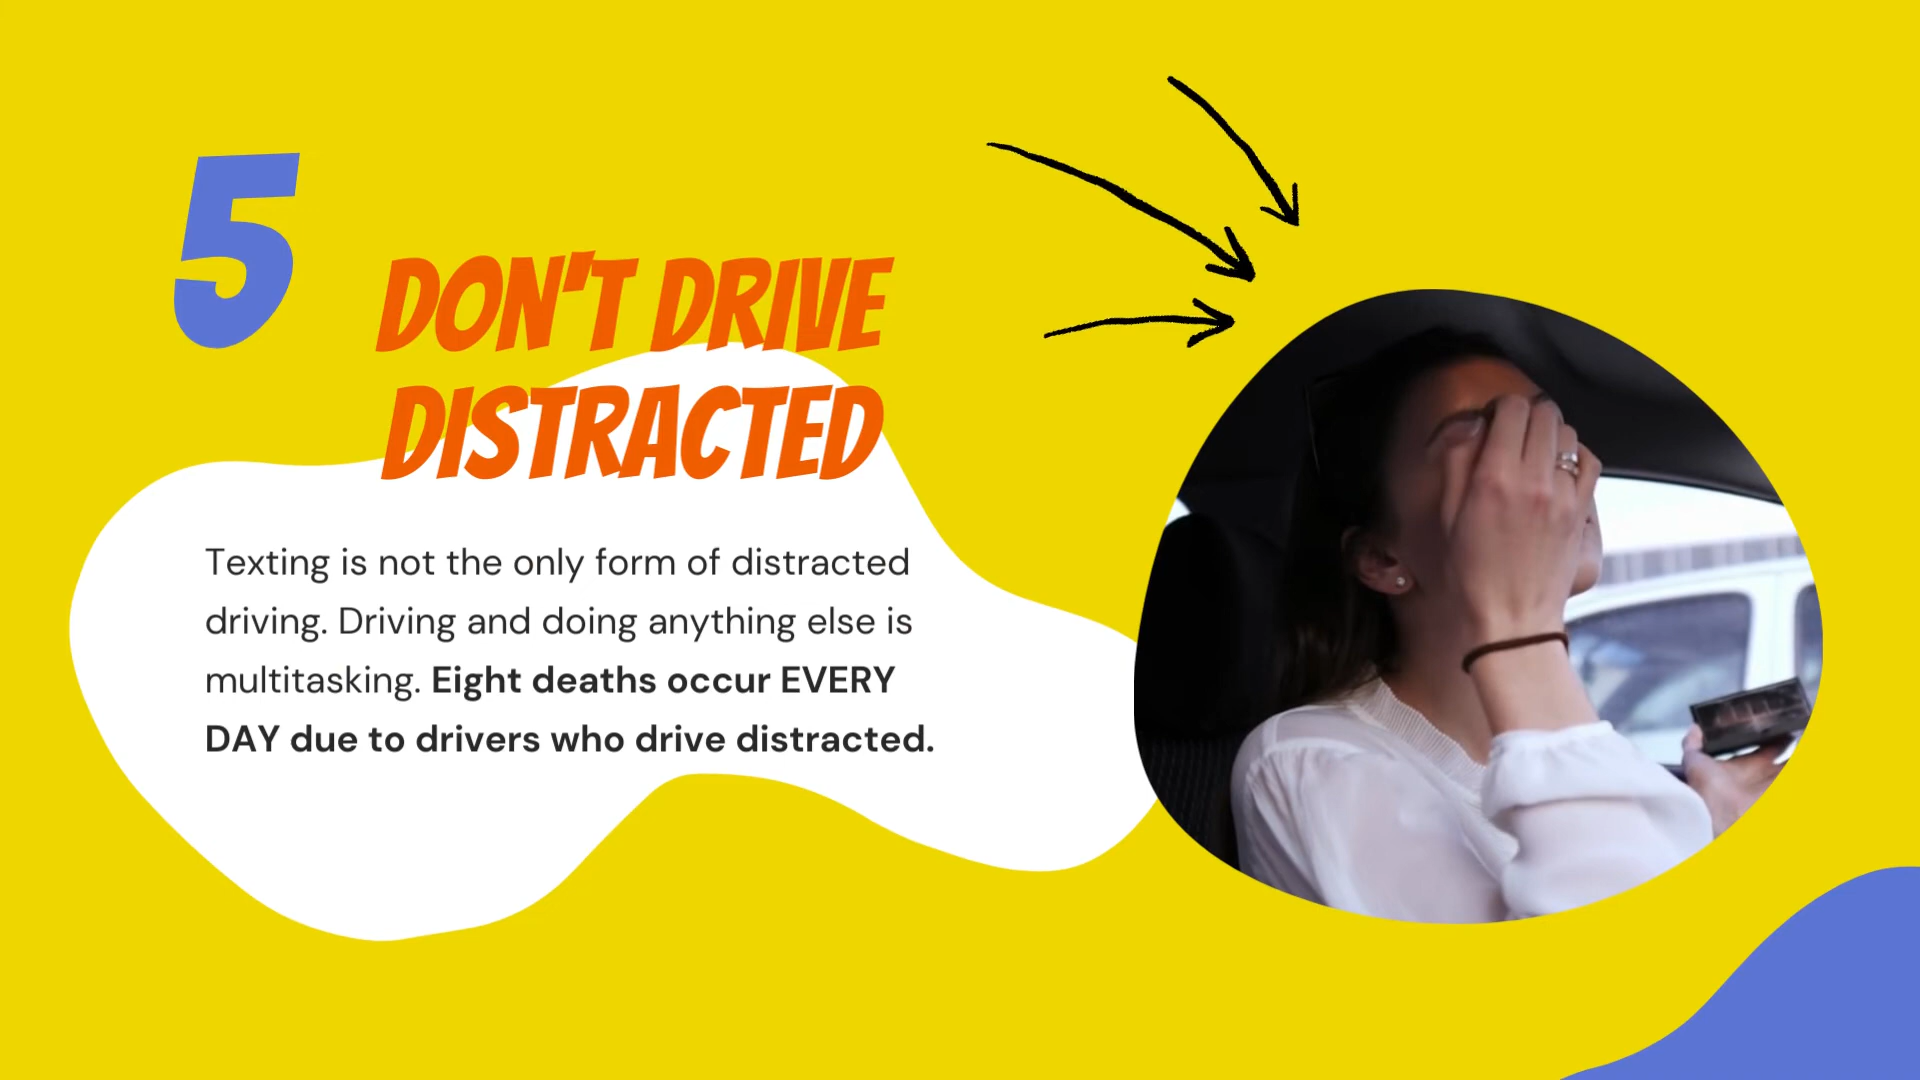 5
DON'T DRIVE
DISTRACTED
Texting is not the only form of distracted
driving. Driving and doing anything else is
multitasking. Eight deaths occur EVERY
DAY due to drivers who drive distracted.